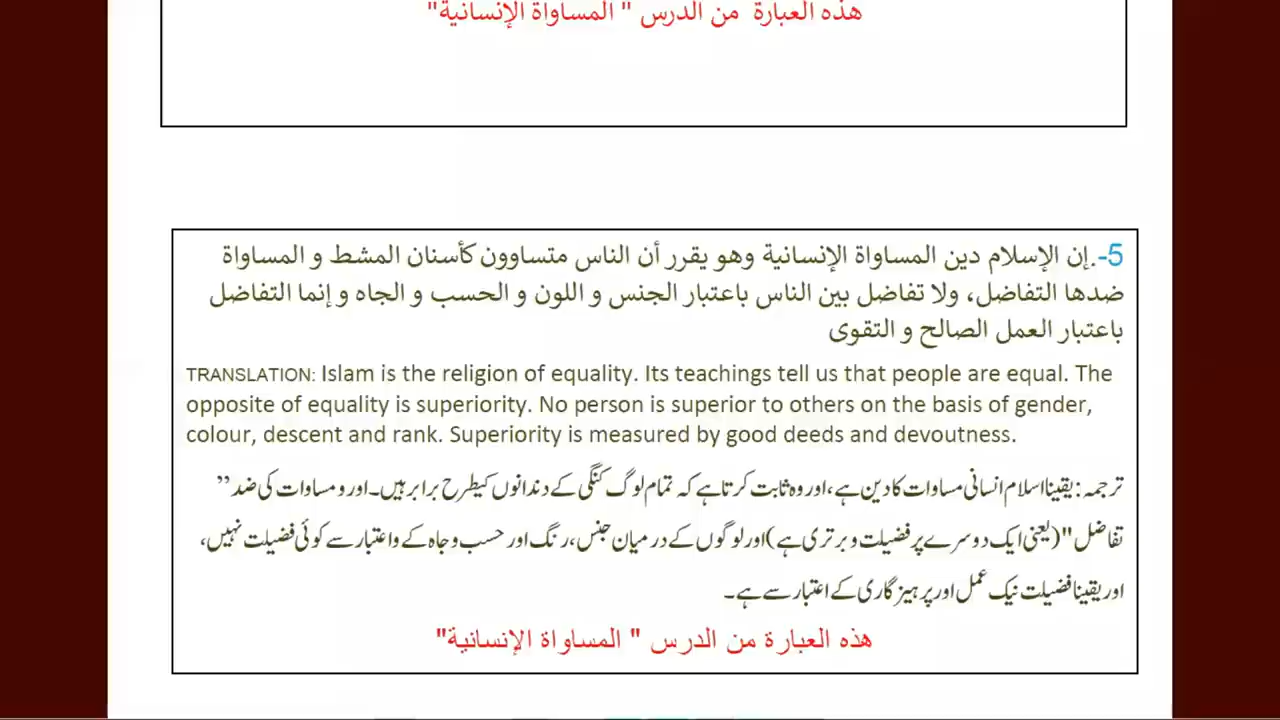 هذه العبارة من الدرس " المساواة الإنسانية"
5-.إن الإسلام دين المساواة الإنسانية وهو يقرر أن الناس متساوون كأسنان المشط و المساواة
ضدها التفاضل، ولا تفاضل بين الناس باعتبار الجنس و اللون و الحسب و الجاه و إنما التفاضل
باعتبار العمل الصالح و التقوى
TRANSLATION: Islam is the religion of equality. Its teachings tell us that people are equal. The
opposite of equality is superiority. No person is superior to others on the basis of gender,
colour, descent and rank. Superiority is measured by good deeds and devoutness.
ترجمہ: یقینا اسلام انسانی مساوات کا دین ہے، اور وہ ثابت کرتا ہے کہ تمام لوگ کنگی کے دندانوں کیطرح برابر ہیں۔ اور و مساوات کی ضد ”
تفاضل "(یعنی ایک دوسرے پر فضیلت و برتری ہے) اور لوگوں کے درمیان جنس، رنگ اور حسب و جاہ کے و اعتبار سے کوئی فضیلت نہیں،
اور یقینا فضیلت نیک عمل اور پرہیز گاری کے اعتبار سے ہے۔
هذه العبارة من الدرس " المساواة الإنسانية"